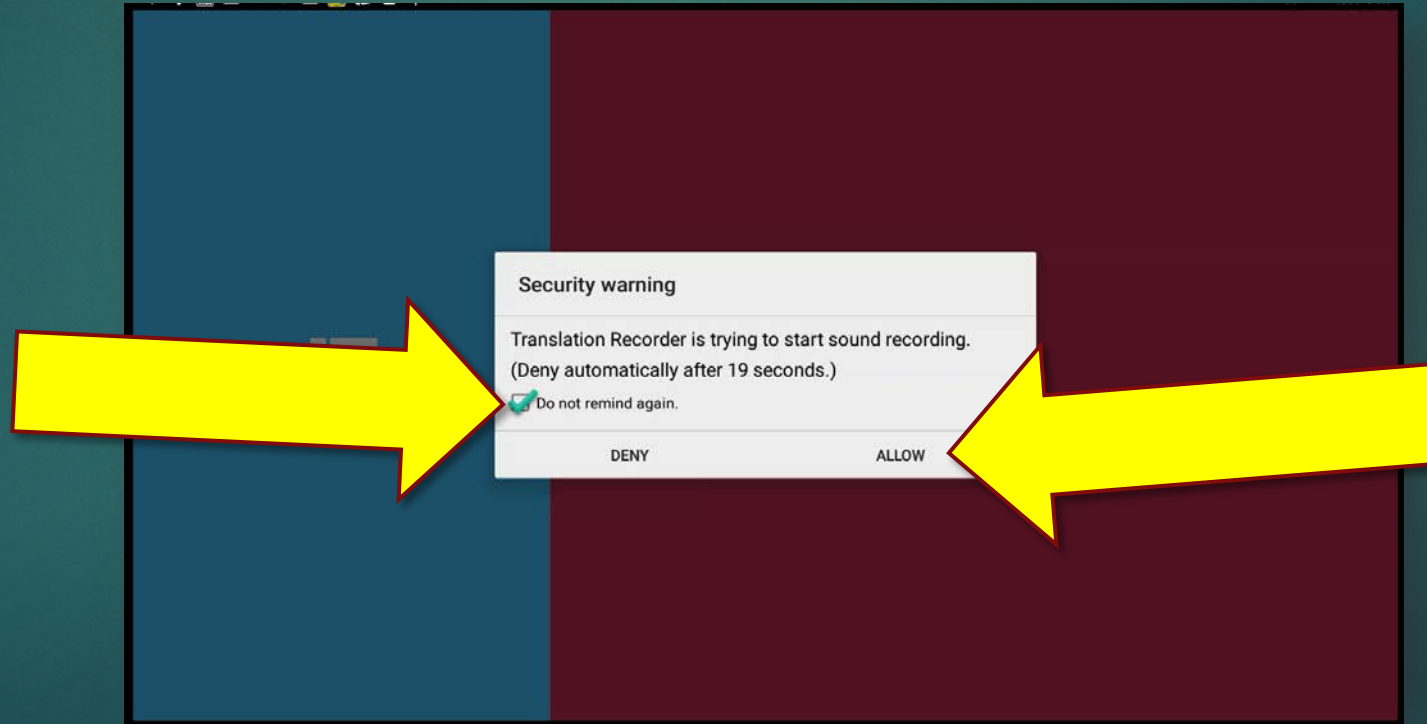 Security warning
Translation Recorder is trying to start sound recording.
(Deny automatically after 19 seconds.)
Do not remind again.
DENY ALLOW